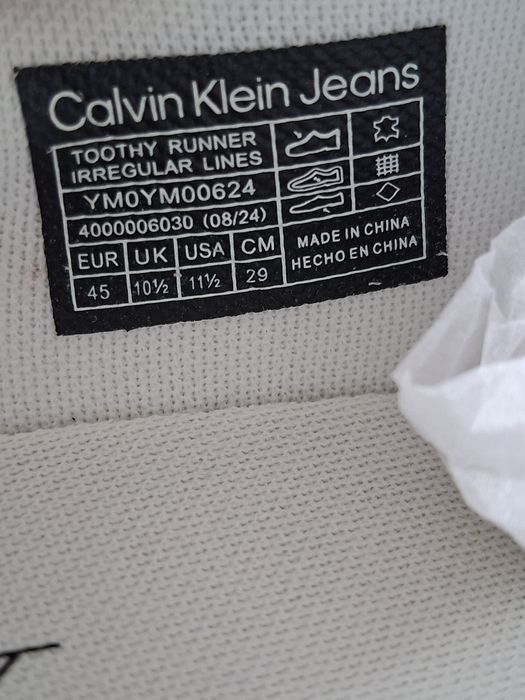 Calvin Klein Jeans
TOOTHY RUNNER
IRREGULAR LINES
YM0YM00624
4000006030 (08/24)
EUR UK USA CM
45 10½ 11½ 29
MADE IN CHINA
HECHO EN CHINA